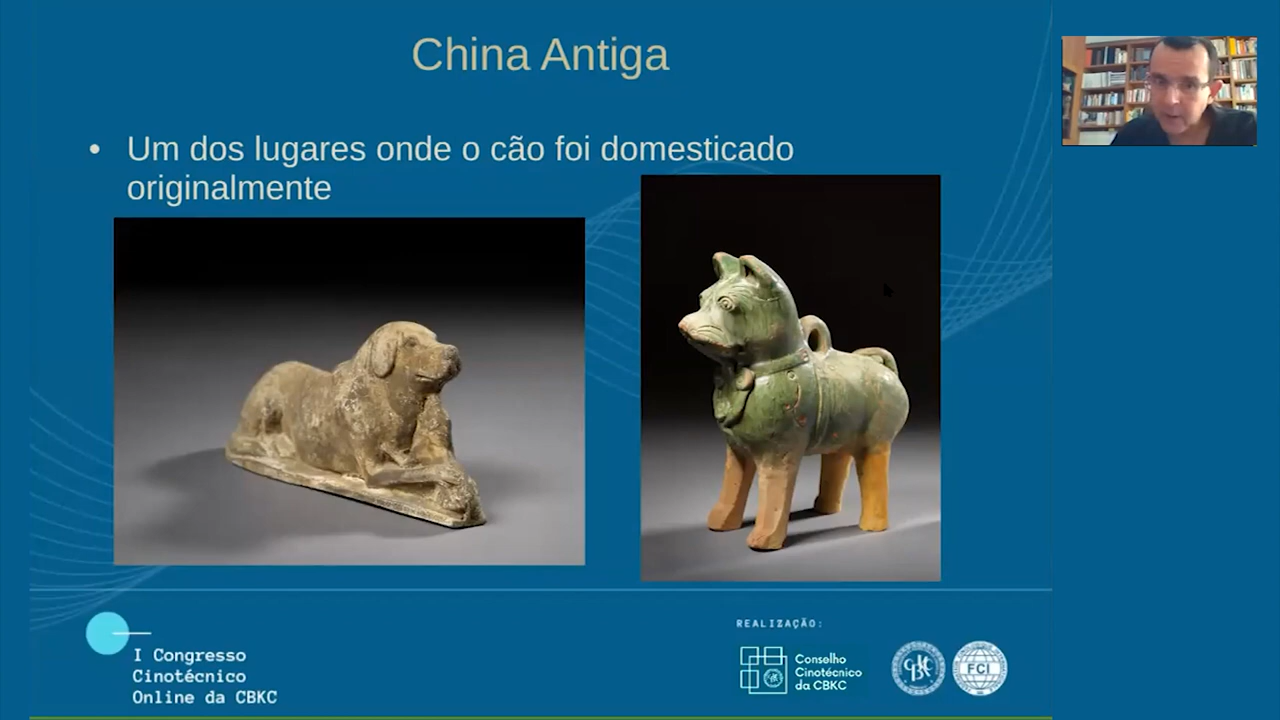 China Antiga
• Um dos lugares onde o cão foi domesticado
originalmente
I Congresso
Cinotécnico
Online da CBKC
REALIZAÇÃO:
Conselho
Cinotécnico
da CBKC
CBKC
FCI